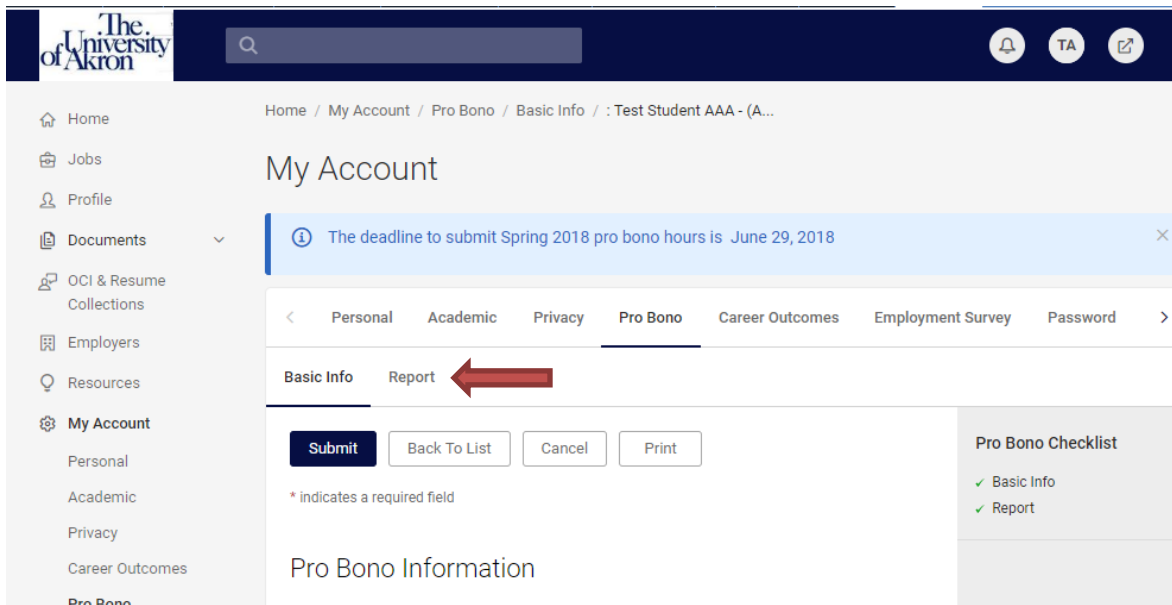 The
University
of Akron
TA
Home
Jobs
Profile
Documents
OCI & Resume
Collections
Employers
Resources
My Account
Personal
Academic
Privacy
Career Outcomes
Pro Bono
Home / My Account / Pro Bono / Basic Info / : Test Student AAA - (A...
My Account
The deadline to submit Spring 2018 pro bono hours is June 29, 2018
Personal Academic Privacy Pro Bono Career Outcomes Employment Survey Password
Basic Info Report
Submit Back To List Cancel Print
* indicates a required field
Pro Bono Information
Pro Bono Checklist
Basic Info
Report